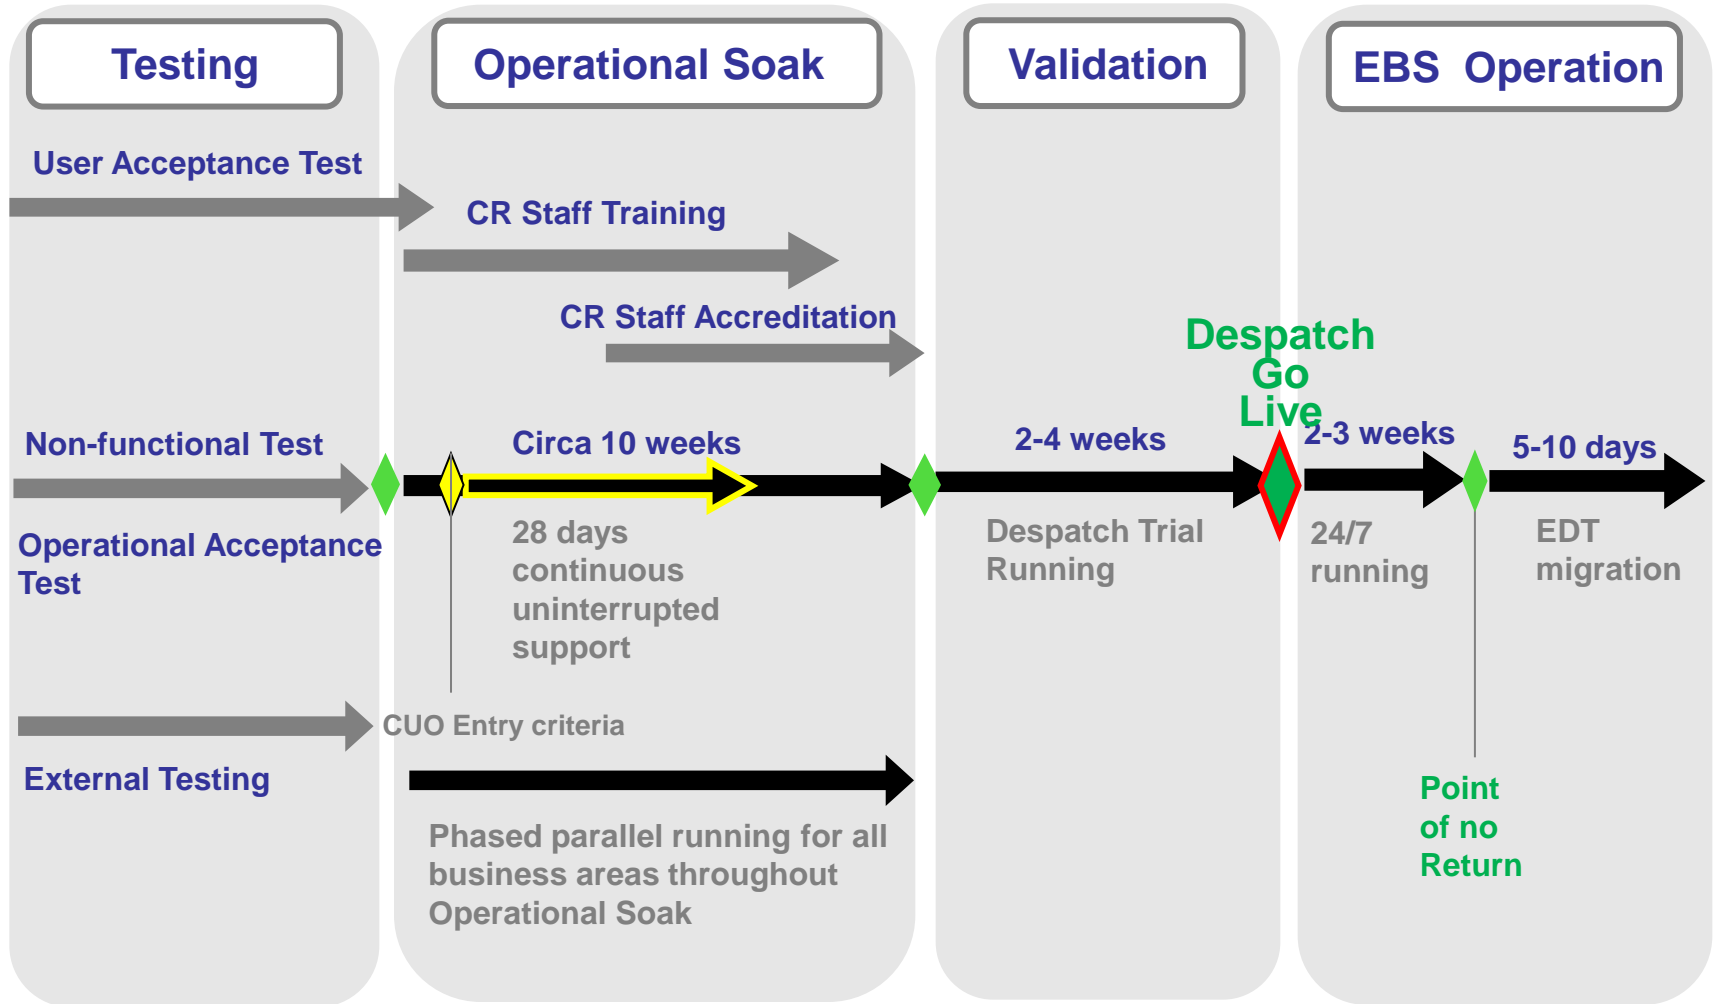 Testing
Operational Soak
Validation
EBS Operation
User Acceptance Test
CR Staff Training
CR Staff Accreditation
Despatch
Go
Live
Non-functional Test
Circa 10 weeks
2-4 weeks
2-3 weeks
5-10 days
Operational Acceptance
Test
28 days
continuous
uninterrupted
support
Despatch Trial
Running
24/7
running
EDT
migration
CUO Entry criteria
External Testing
Phased parallel running for all
business areas throughout
Operational Soak
Point
of no
Return